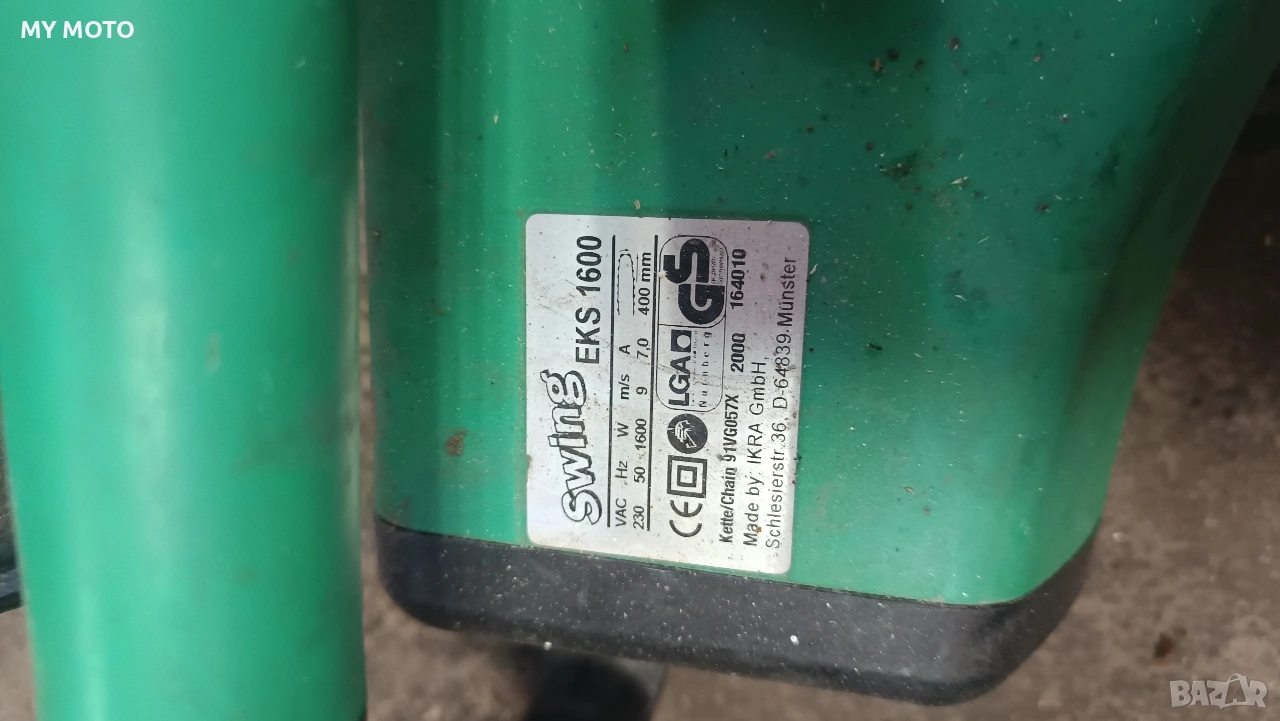 MY MOTO
Swing
EKS 1600
VAC Hz W m/s A
230 50 1600 9 7,0 400 mm
CE LGA GS
Nürnberg
Kette/Chain 91VG057X 2000 164010
Made by: IKRA GmbH,
Schlesierstr.36, D-64839 Münster
BAZAR